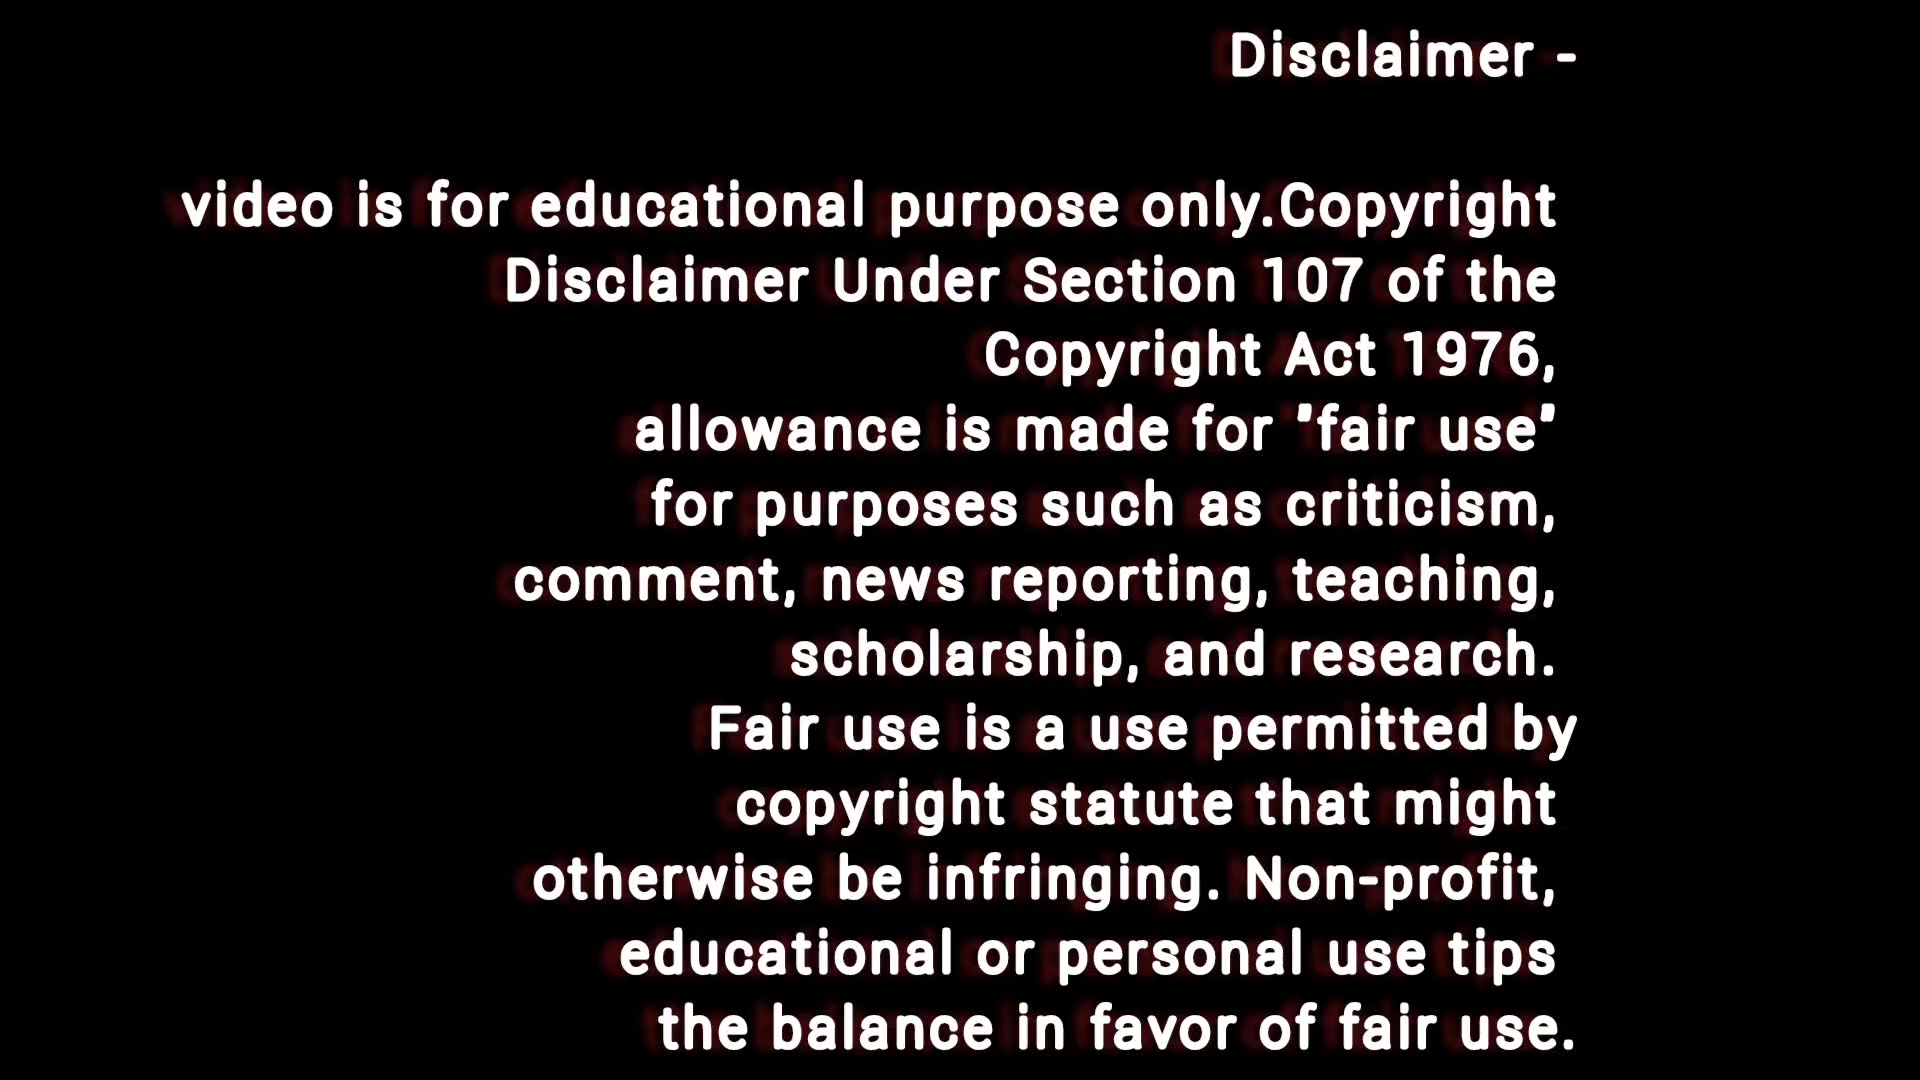 Disclaimer -
video is for educational purpose only.Copyright
Disclaimer Under Section 107 of the
Copyright Act 1976,
allowance is made for "fair use"
for purposes such as criticism,
comment, news reporting, teaching,
scholarship, and research.
Fair use is a use permitted by
copyright statute that might
otherwise be infringing. Non-profit,
educational or personal use tips
the balance in favor of fair use.